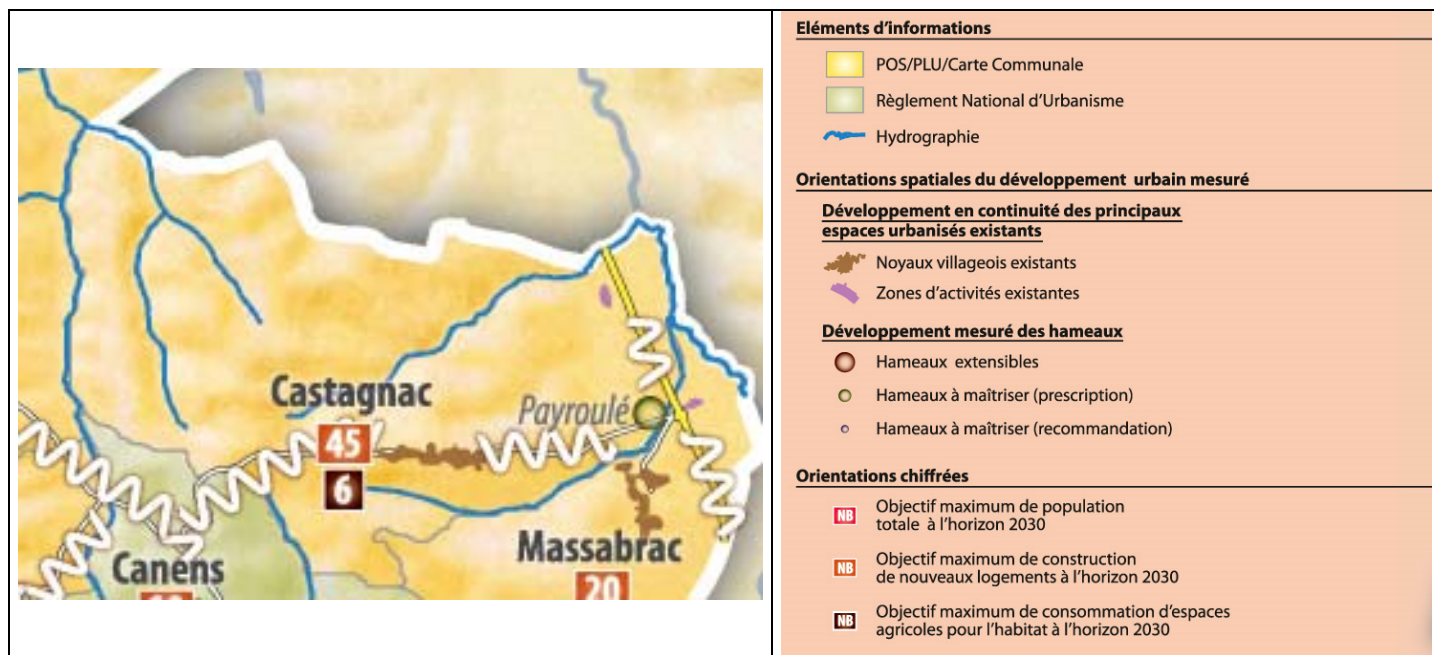 Castagnac
45
6
Payroulé
Massabrac
20
Canens
Eléments d'informations
POS/PLU/Carte Communale
Règlement National d'Urbanisme
Hydrographie
Orientations spatiales du développement urbain mesuré
Développement en continuité des principaux
espaces urbanisés existants
Noyaux villageois existants
Zones d'activités existantes
Développement mesuré des hameaux
Hameaux extensibles
Hameaux à maîtriser (prescription)
Hameaux à maîtriser (recommandation)
Orientations chiffrées
NB Objectif maximum de population
totale à l'horizon 2030
NB Objectif maximum de construction
de nouveaux logements à l'horizon 2030
NB Objectif maximum de consommation d'espaces
agricoles pour l'habitat à l'horizon 2030